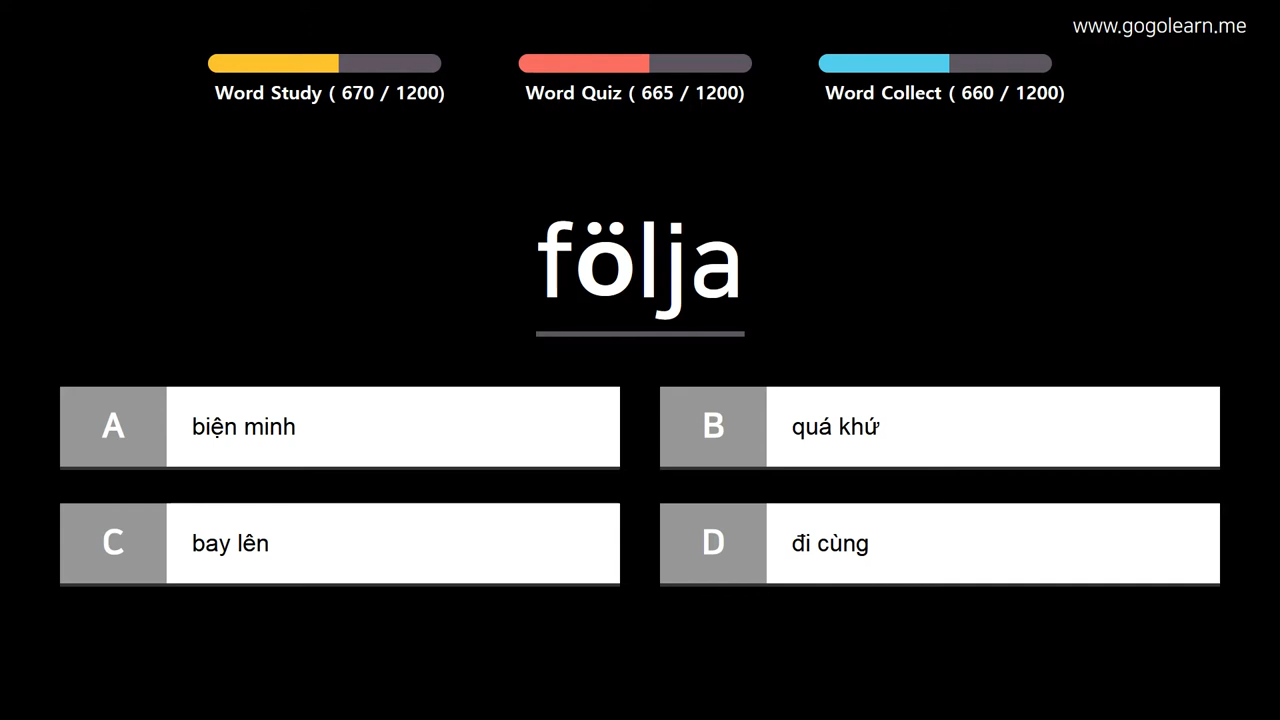 www.gogolearn.me
Word Study ( 670 / 1200)
Word Quiz ( 665 / 1200)
Word Collect ( 660 / 1200)
följa
A
biện minh
B
quá khứ
C
bay lên
D
đi cùng